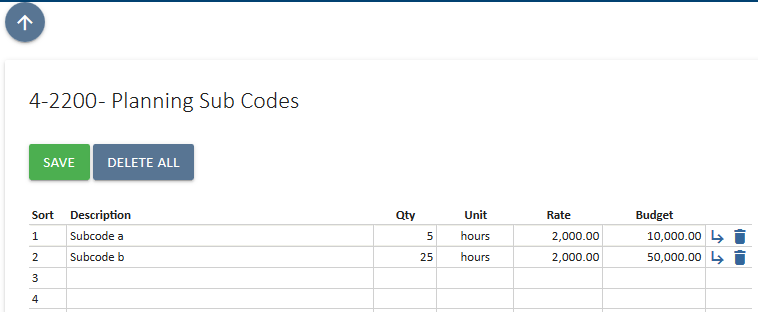 4-2200- Planning Sub Codes
SAVE DELETE ALL
Sort Description Qty Unit Rate Budget
1 Subcode a 5 hours 2,000.00 10,000.00
2 Subcode b 25 hours 2,000.00 50,000.00
3
4